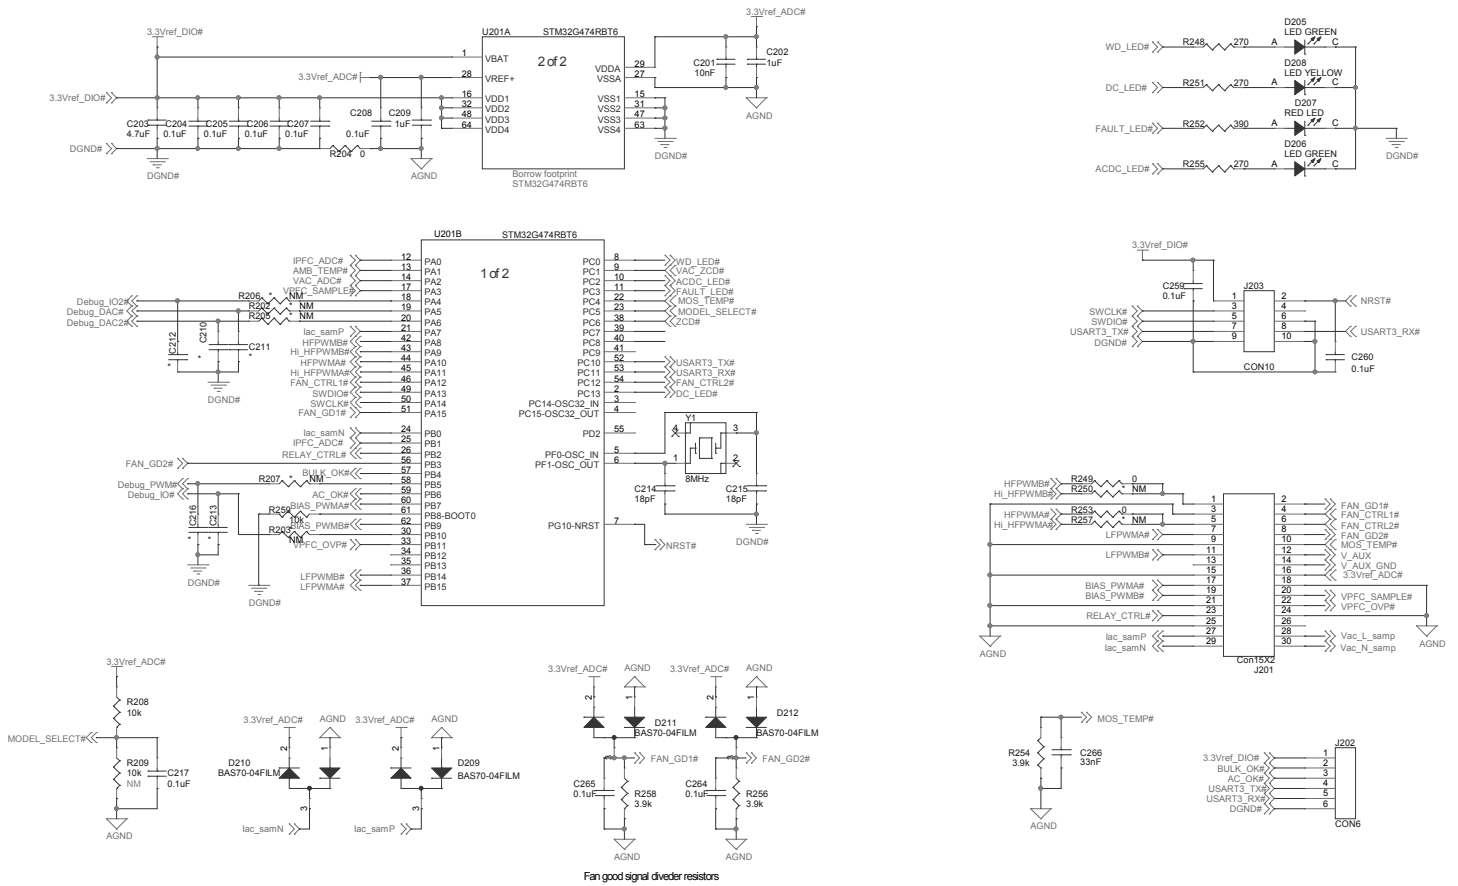 3.3Vref_DIO#
U201A STM32G474RBT6
2 of 2
1 VBAT
3.3Vref_ADC# 28 VREF+
3.3Vref_DIO# 16 VDD1
32 VDD2
48 VDD3
64 VDD4
VDDA 29
VSSA 27
VSS1 15
VSS2 31
VSS3 47
VSS4 63
Borrow footprint
STM32G474RBT6
C203
4.7uF
C204
0.1uF
C205
0.1uF
C206
0.1uF
C207
0.1uF
C208
0.1uF
C209
1uF
DGND#
R204 0
DGND#
AGND
3.3Vref_ADC#
C201
10nF
C202
1uF
AGND
DGND#
D205
LED GREEN
WD_LED# R248 270 A C
D208
LED YELLOW
DC_LED# R251 270 A C
D207
RED LED
FAULT_LED# R252 390 A C
D206
LED GREEN
ACDC_LED# R255 270 A C
DGND#
U201B STM32G474RBT6
1 of 2
IPFC_ADC# 12 PA0
AMB_TEMP# 13 PA1
VAC_ADC# 14 PA2
VPFC_SAMPLE# 17 PA3
Debug_IO2# R206 * NM 18 PA4
Debug_DAC# R202 * NM 19 PA5
Debug_DAC2# R205 * NM 20 PA6
Iac_samP 21 PA7
HFPWMB# 42 PA8
Hi_HFPWMB# 43 PA9
HFPWMA# 44 PA10
Hi_HFPWMA# 45 PA11
FAN_CTRL1# 46 PA12
SWDIO# 49 PA13
SWCLK# 50 PA14
FAN_GD1# 51 PA15
C212 *
C210 *
C211 *
DGND#
Iac_samN 24 PB0
IPFC_ADC# 25 PB1
RELAY_CTRL# 26 PB2
FAN_GD2# 56 PB3
BULK_OK# 57 PB4
Debug_PWM# R207 * NM 58 PB5
Debug_IO# AC_OK# 59 PB6
BIAS_PWMA# 60 PB7
R259 10k 61 PB8-BOOT0
BIAS_PWMB# 62 PB9
R203 * NM 30 PB10
VPFC_OVP# 33 PB11
34 PB12
35 PB13
LFPWMB# 36 PB14
LFPWMA# 37 PB15
C216 *
C213 *
DGND#
DGND#
PC0 8 WD_LED#
PC1 9 VAC_ZCD#
PC2 10 ACDC_LED#
PC3 11 FAULT_LED#
PC4 22 MOS_TEMP#
PC5 23 MODEL_SELECT#
PC6 38 ZCD#
PC7 39
PC8 40
PC9 41
PC10 52 USART3_TX#
PC11 53 USART3_RX#
PC12 54 FAN_CTRL2#
PC13 2 DC_LED#
PC14-OSC32_IN 3
PC15-OSC32_OUT 4
PD2 55
PF0-OSC_IN 5
PF1-OSC_OUT 6
PG10-NRST 7
NRST#
Y1
4 3
1 2
8MHz
C214
18pF
C215
18pF
DGND#
3.3Vref_DIO#
C259
0.1uF
J203
1 2 NRST#
SWCLK# 3 4
SWDIO# 5 6
USART3_TX# 7 8 USART3_RX#
DGND# 9 10
CON10
C260
0.1uF
HFPWMB# R249 0
Hi_HFPWMB# R250 * NM
HFPWMA# R253 0
Hi_HFPWMA# R257 * NM
1 2 FAN_GD1#
3 4 FAN_CTRL1#
5 6 FAN_CTRL2#
LFPWMA# 7 8 FAN_GD2#
9 10 MOS_TEMP#
LFPWMB# 11 12 V_AUX
13 14 V_AUX_GND
15 16 3.3Vref_ADC#
BIAS_PWMA# 17 18
BIAS_PWMB# 19 20 VPFC_SAMPLE#
21 22 VPFC_OVP#
RELAY_CTRL# 23 24
25 26
Iac_samP 27 28 Vac_L_samp
Iac_samN 29 30 Vac_N_samp
Con15X2
J201
AGND
AGND
3.3Vref_ADC#
R208
10k
MODEL_SELECT#
R209
10k
NM
C217
0.1uF
AGND
3.3Vref_ADC# AGND
2 1
D210
BAS70-04FILM
3
Iac_samN
3.3Vref_ADC# AGND
2 1
D209
BAS70-04FILM
3
Iac_samP
3.3Vref_ADC# AGND
2 1
D211
BAS70-04FILM
3 FAN_GD1#
C265
0.1uF
R258
3.9k
AGND
3.3Vref_ADC# AGND
2 1
D212
BAS70-04FILM
3 FAN_GD2#
C264
0.1uF
R256
3.9k
AGND
Fan good signal diveder resistors
MOS_TEMP#
R254
3.9k
C266
33nF
AGND
J202
3.3Vref_DIO# 1
BULK_OK# 2
AC_OK# 3
USART3_TX# 4
USART3_RX# 5
DGND# 6
CON6